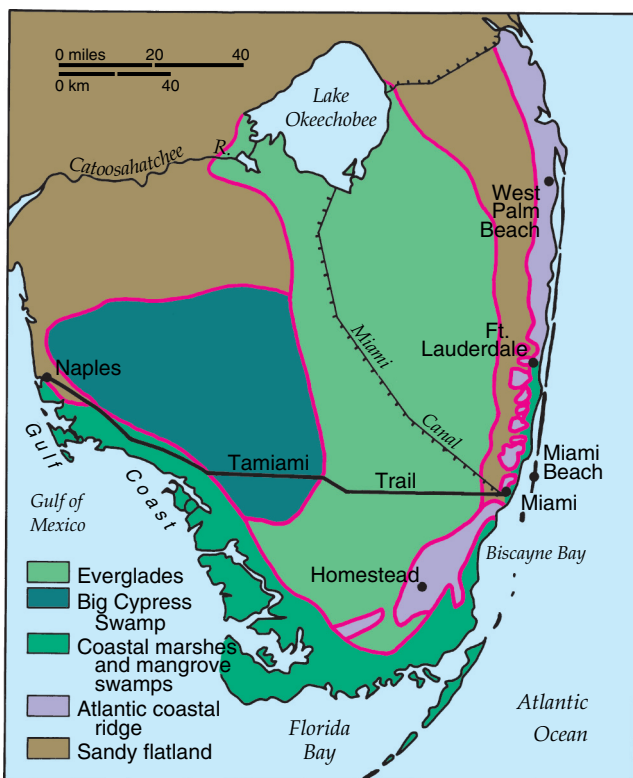 0 miles 20 40
0 km 40
Lake
Okeechobee
R.
Catoosahatchee
West
Palm
Beach
Ft.
Lauderdale
Miami
Canal
Naples
Gulf
Coast
Tamiami
Trail
Miami
Beach
Miami
Gulf of
Mexico
Biscayne Bay
Homestead
Everglades
Big Cypress
Swamp
Coastal marshes
and mangrove
swamps
Atlantic coastal
ridge
Sandy flatland
Florida
Bay
Atlantic
Ocean